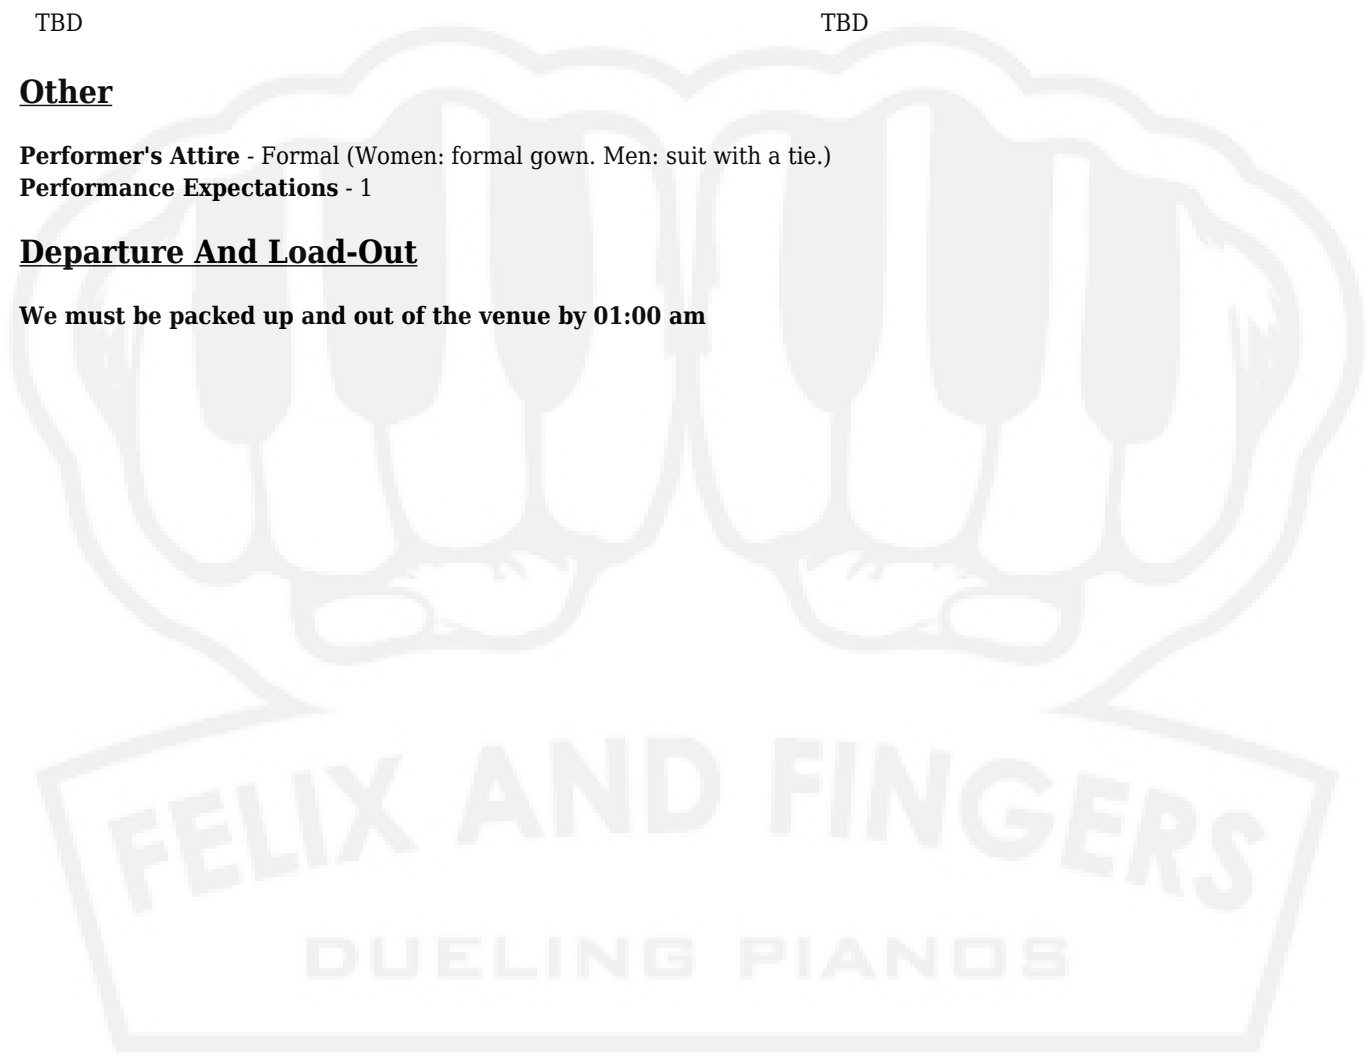 TBD TBD
Other
Performer's Attire - Formal (Women: formal gown. Men: suit with a tie.)
Performance Expectations - 1
Departure And Load-Out
We must be packed up and out of the venue by 01:00 am
FELIX AND FINGERS
DUELING PIANOS